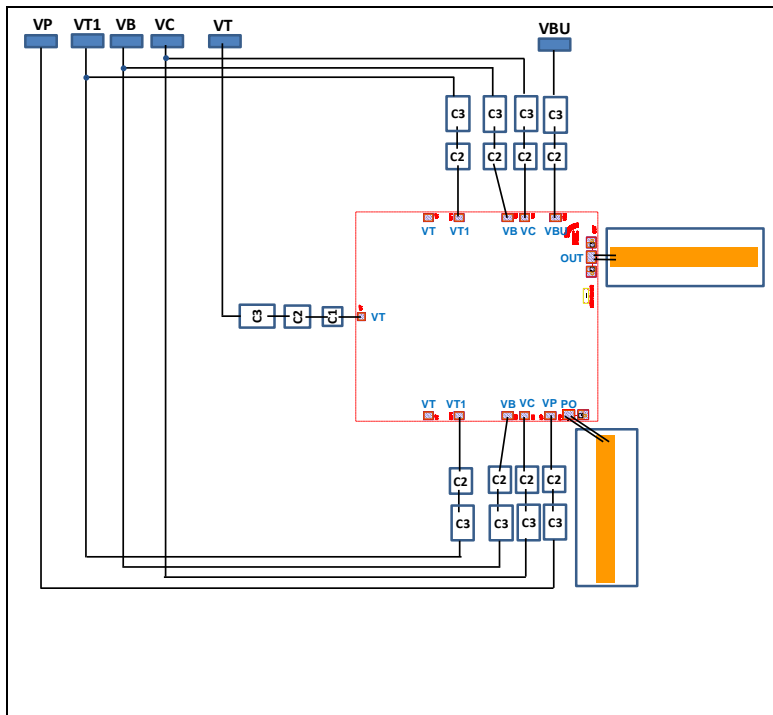 VP VT1 VB VC VT VBU
C3 C3 C3 C3
C2 C2 C2 C2
VT VT1 VB VC VBU
OUT
C3 C2 C1 VT
VT VT1 VB VC VP PO
C2 C2 C2 C2
C3 C3 C3 C3